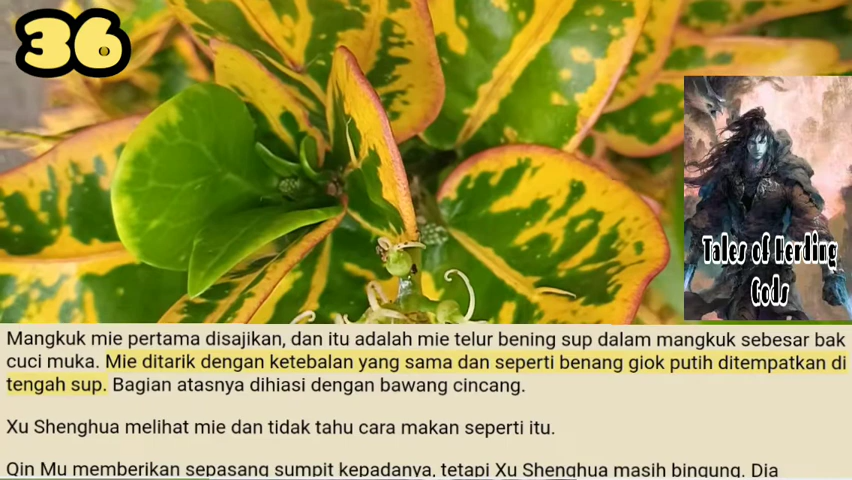 36
Tales of Herding
Gods
Mangkuk mie pertama disajikan, dan itu adalah mie telur bening sup dalam mangkuk sebesar bak
cuci muka. Mie ditarik dengan ketebalan yang sama dan seperti benang giok putih ditempatkan di
tengah sup. Bagian atasnya dihiasi dengan bawang cincang.
Xu Shenghua melihat mie dan tidak tahu cara makan seperti itu.
Qin Mu memberikan sepasang sumpit kepadanya, tetapi Xu Shenghua masih bingung. Dia